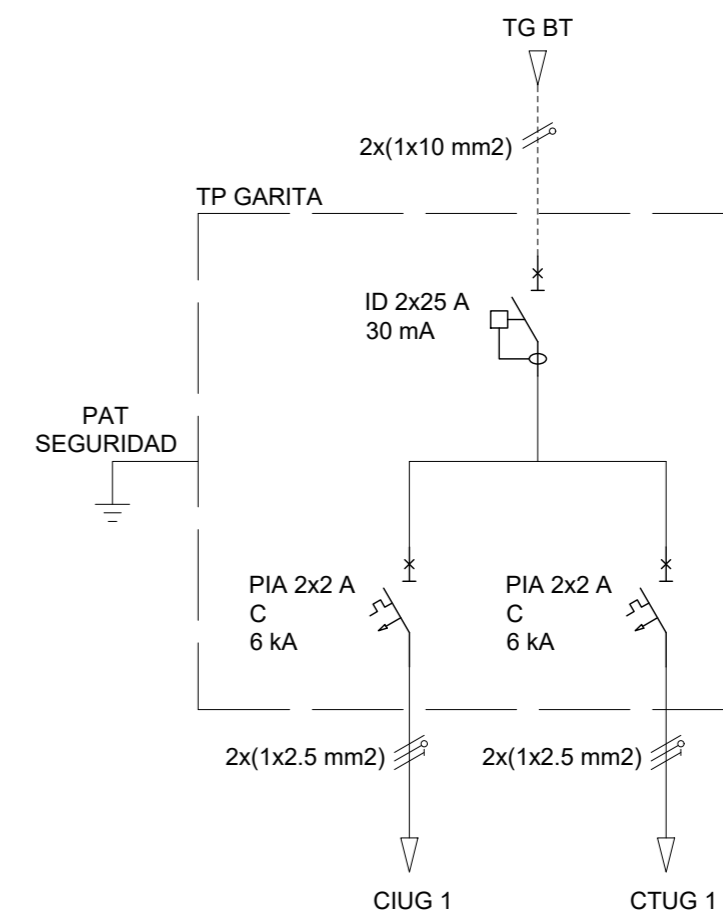 TG BT
2x(1x10 mm2)
TP GARITA
ID 2x25 A
30 mA
PAT
SEGURIDAD
PIA 2x2 A
C
6 kA
PIA 2x2 A
C
6 kA
2x(1x2.5 mm2)
2x(1x2.5 mm2)
CIUG 1
CTUG 1